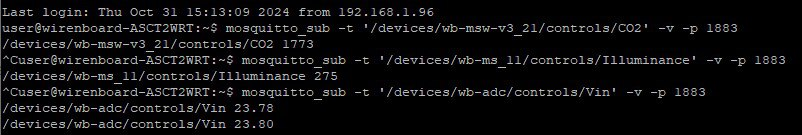 Last login: Thu Oct 31 15:13:09 2024 from 192.168.1.96
user@wirenboard-ASCT2WRT:~$ mosquitto_sub -t '/devices/wb-msw-v3_21/controls/CO2' -v -p 1883
/devices/wb-msw-v3_21/controls/CO2 1773
^Cuser@wirenboard-ASCT2WRT:~$ mosquitto_sub -t '/devices/wb-ms_11/controls/Illuminance' -v -p 1883
/devices/wb-ms_11/controls/Illuminance 275
^Cuser@wirenboard-ASCT2WRT:~$ mosquitto_sub -t '/devices/wb-adc/controls/Vin' -v -p 1883
/devices/wb-adc/controls/Vin 23.78
/devices/wb-adc/controls/Vin 23.80